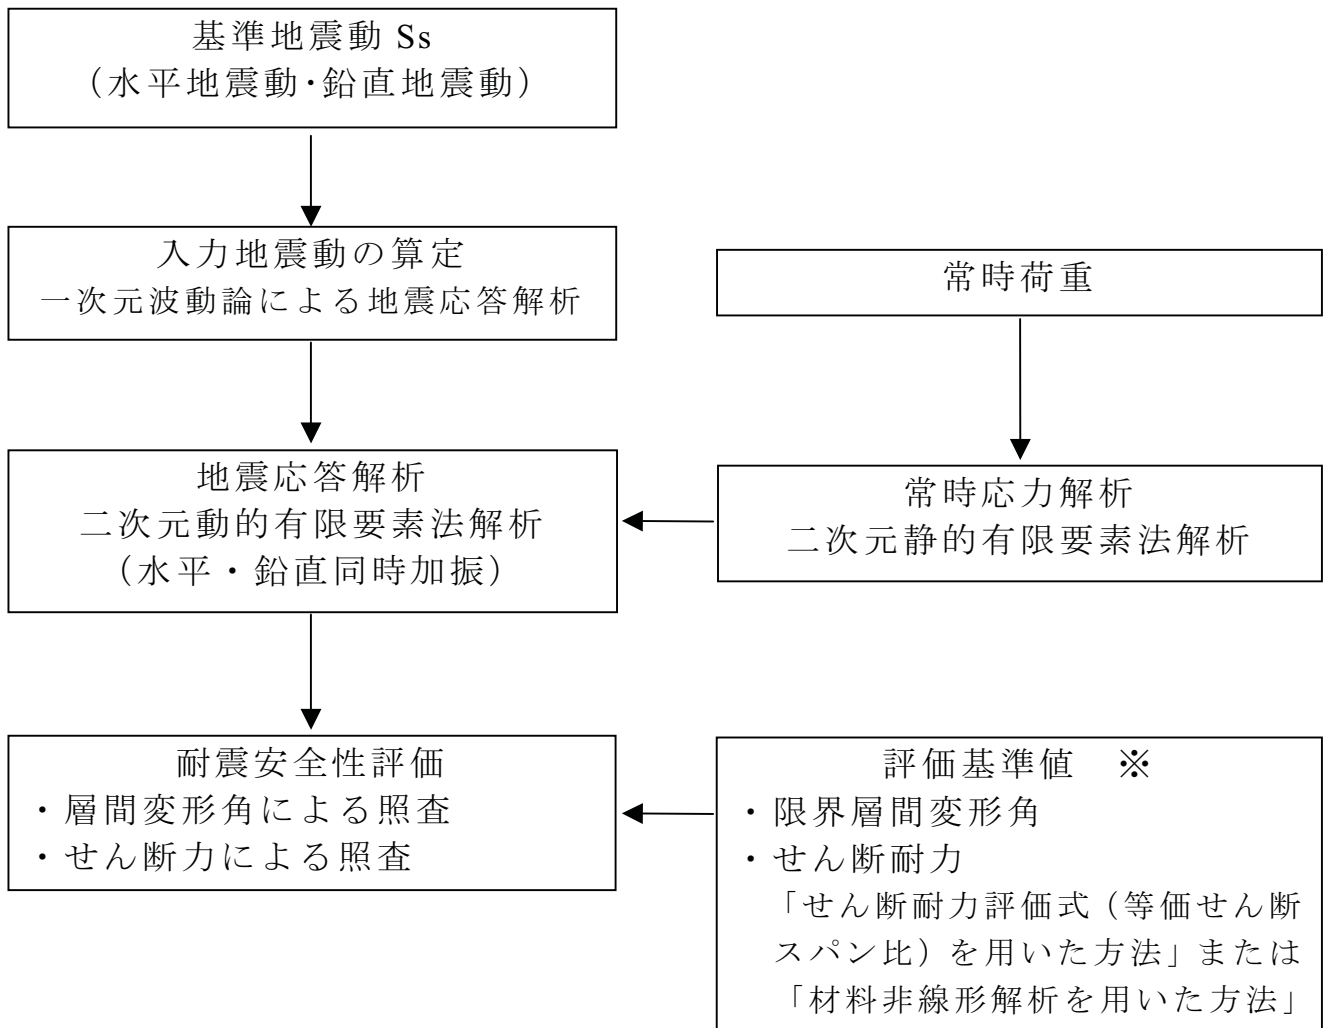 基準地震動 Ss
（水平地震動･鉛直地震動）
入力地震動の算定
一次元波動論による地震応答解析
常時荷重
地震応答解析
二次元動的有限要素法解析
（水平・鉛直同時加振）
常時応力解析
二次元静的有限要素法解析
耐震安全性評価
・層間変形角による照査
・せん断力による照査
評価基準値　※
・限界層間変形角
・せん断耐力
「せん断耐力評価式（等価せん断
スパン比）を用いた方法」または
「材料非線形解析を用いた方法」